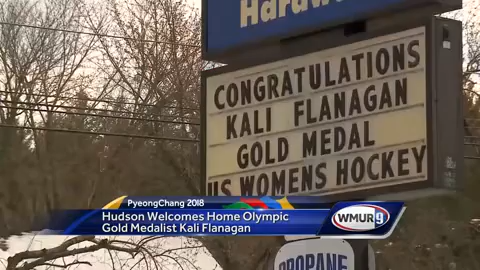 Hardware
CONGRATULATIONS
KALI FLANAGAN
GOLD MEDAL
US WOMENS HOCKEY
PyeongChang 2018
Hudson Welcomes Home Olympic
Gold Medalist Kali Flanagan
WMUR 9
PROPANE